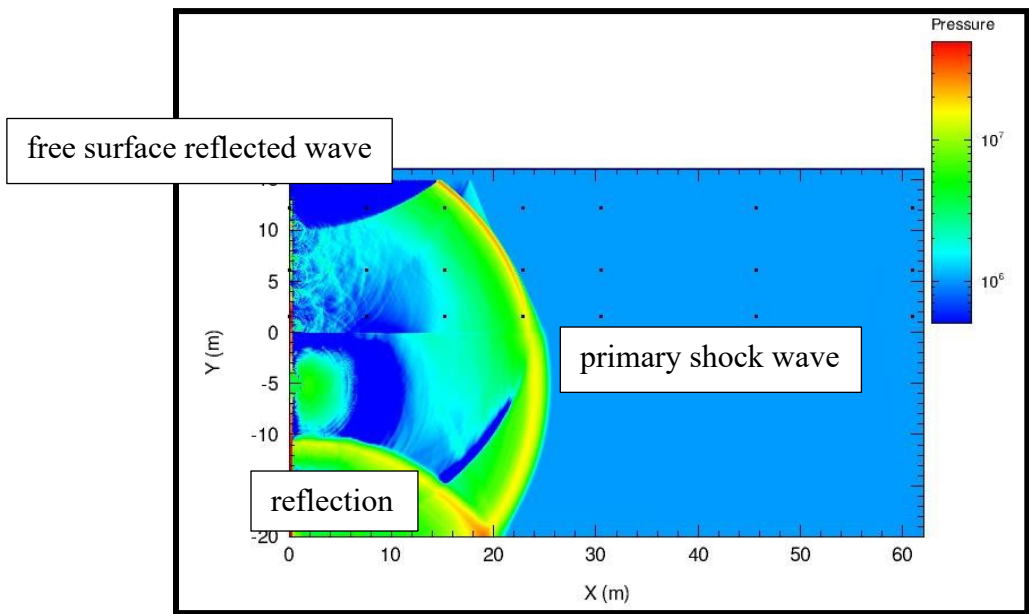 Pressure
free surface reflected wave
10⁷
10
10⁶
5
0
primary shock wave
-5
Y (m)
-10
reflection
-20
0
10
20
30
40
50
60
X (m)